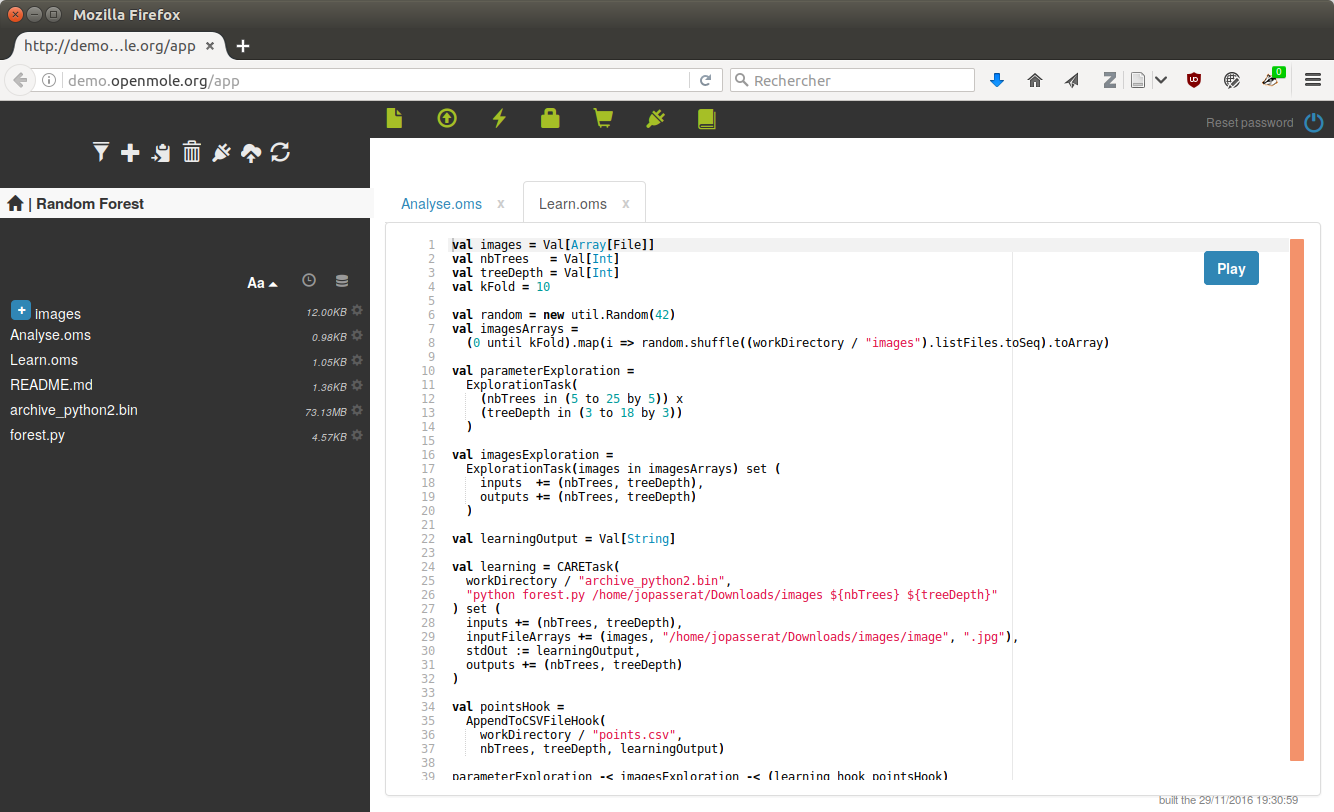 Mozilla Firefox
http://demo...le.org/app × +
demo.openmole.org/app
Rechercher
0
Reset password
| Random Forest
Aa
images 12.00KB
Analyse.oms 0.98KB
Learn.oms 1.05KB
README.md 1.36KB
archive_python2.bin 73.13MB
forest.py 4.57KB
Analyse.oms x Learn.oms x
Play
1 val images = Val[Array[File]]
2 val nbTrees   = Val[Int]
3 val treeDepth = Val[Int]
4 val kFold = 10
5
6 val random = new util.Random(42)
7 val imagesArrays =
8   (0 until kFold).map(i => random.shuffle((workDirectory / "images").listFiles.toSeq).toArray)
9
10 val parameterExploration =
11   ExplorationTask(
12     (nbTrees in (5 to 25 by 5)) x
13     (treeDepth in (3 to 18 by 3))
14   )
15
16 val imagesExploration =
17   ExplorationTask(images in imagesArrays) set (
18     inputs  += (nbTrees, treeDepth),
19     outputs += (nbTrees, treeDepth)
20   )
21
22 val learningOutput = Val[String]
23
24 val learning = CARETask(
25   workDirectory / "archive_python2.bin",
26   "python forest.py /home/jopasserat/Downloads/images ${nbTrees} ${treeDepth}"
27 ) set (
28   inputs += (nbTrees, treeDepth),
29   inputFileArrays += (images, "/home/jopasserat/Downloads/images/image", ".jpg"),
30   stdOut := learningOutput,
31   outputs += (nbTrees, treeDepth)
32 )
33
34 val pointsHook =
35   AppendToCSVFileHook(
36     workDirectory / "points.csv",
37     nbTrees, treeDepth, learningOutput)
38
39 parameterExploration -< imagesExploration -< (learning hook pointsHook)
built the 29/11/2016 19:30:59